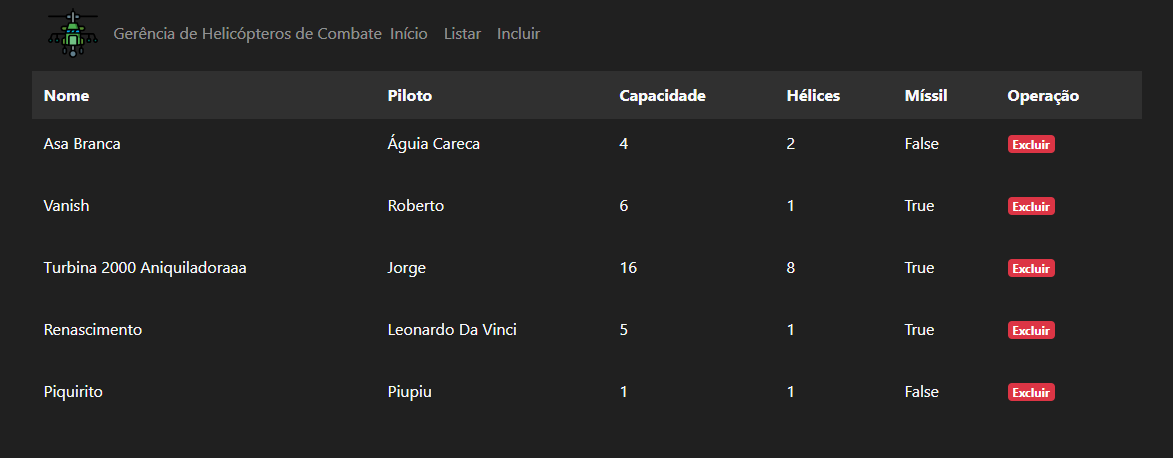 Gerência de Helicópteros de Combate Início Listar Incluir
Nome Piloto Capacidade Hélices Míssil Operação
Asa Branca Águia Careca 4 2 False Excluir
Vanish Roberto 6 1 True Excluir
Turbina 2000 Aniquiladoraaa Jorge 16 8 True Excluir
Renascimento Leonardo Da Vinci 5 1 True Excluir
Piquirito Piupiu 1 1 False Excluir